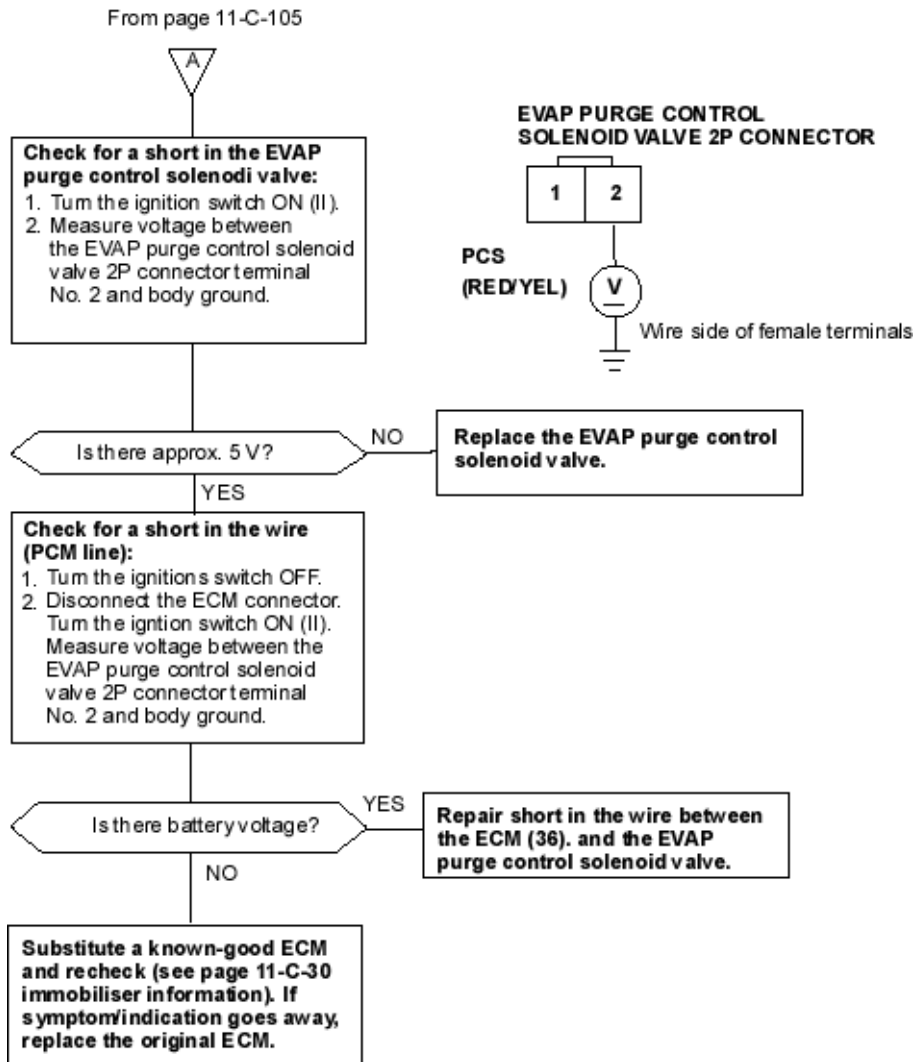 From page 11-C-105
A
Check for a short in the EVAP
purge control solenodi valve:
1. Turn the ignition switch ON (II).
2. Measure voltage between
the EVAP purge control solenoid
valve 2P connector terminal
No. 2 and body ground.
EVAP PURGE CONTROL
SOLENOID VALVE 2P CONNECTOR
1 2
PCS
(RED/YEL)
V
Wire side of female terminals
Is there approx. 5 V?
NO
Replace the EVAP purge control
solenoid valve.
YES
Check for a short in the wire
(PCM line):
1. Turn the ignitions switch OFF.
2. Disconnect the ECM connector.
Turn the igntion switch ON (II).
Measure voltage between the
EVAP purge control solenoid
valve 2P connector terminal
No. 2 and body ground.
Is there battery voltage?
YES
Repair short in the wire between
the ECM (36). and the EVAP
purge control solenoid valve.
NO
Substitute a known-good ECM
and recheck (see page 11-C-30
immobiliser information). If
symptom/indication goes away,
replace the original ECM.